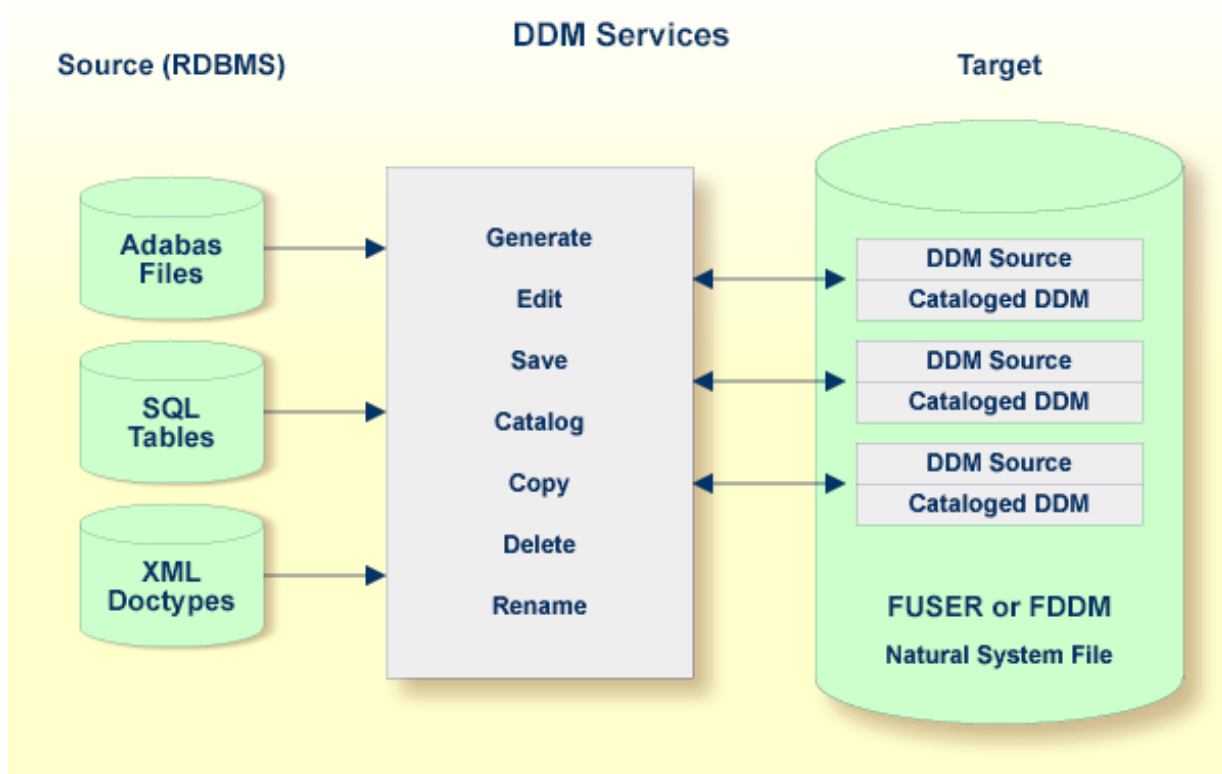 DDM Services
Source (RDBMS)
Target
Adabas
Files
SQL
Tables
XML
Doctypes
Generate
Edit
Save
Catalog
Copy
Delete
Rename
DDM Source
Cataloged DDM
DDM Source
Cataloged DDM
DDM Source
Cataloged DDM
FUSER or FDDM
Natural System File